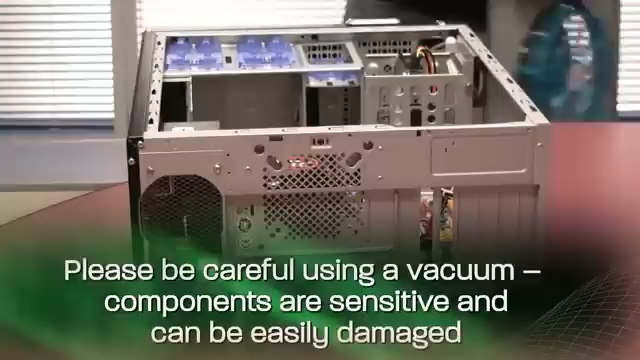 Please be careful using a vacuum –
components are sensitive and
can be easily damaged